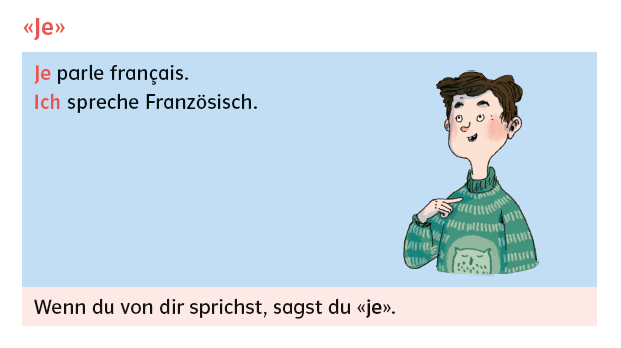 «Je»
Je parle français.
Ich spreche Französisch.
Wenn du von dir sprichst, sagst du «je».